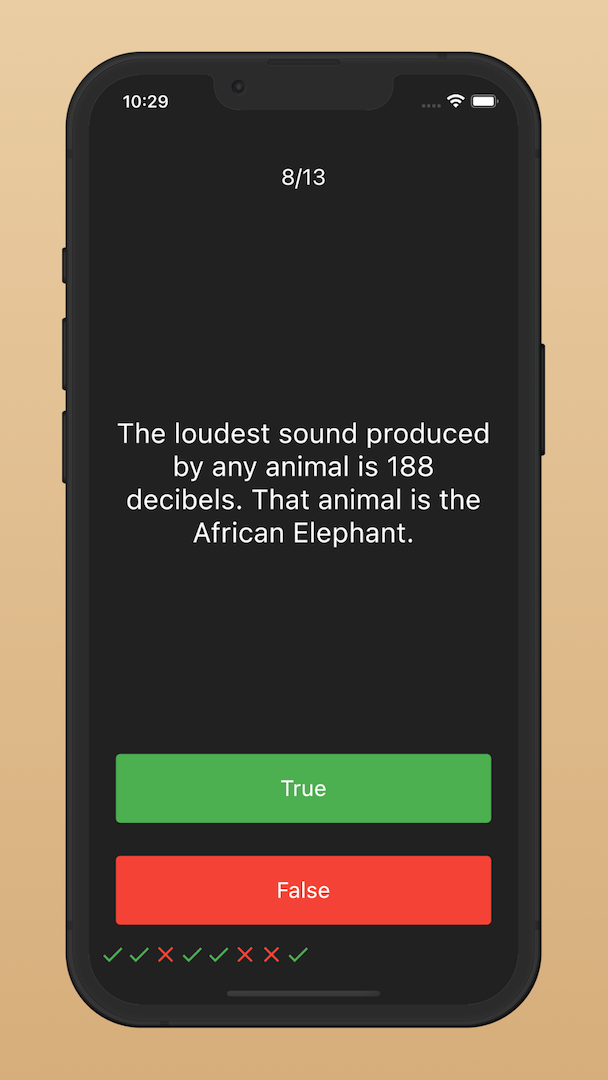 10:29
8/13
The loudest sound produced
by any animal is 188
decibels. That animal is the
African Elephant.
True
False